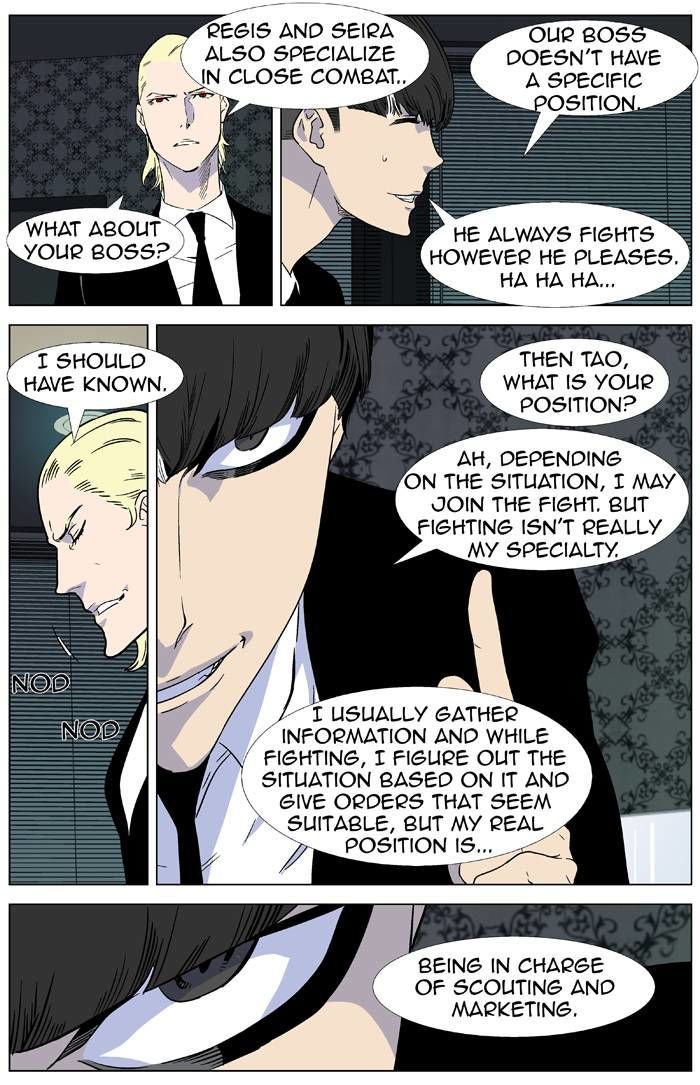 REGIS AND SEIRA
ALSO SPECIALIZE
IN CLOSE COMBAT..
WHAT ABOUT
YOUR BOSS?
OUR BOSS
DOESN'T HAVE
A SPECIFIC
POSITION.
HE ALWAYS FIGHTS
HOWEVER HE PLEASES.
HA HA HA...
I SHOULD
HAVE KNOWN.
NOD
NOD
THEN TAO,
WHAT IS YOUR
POSITION?
AH, DEPENDING
ON THE SITUATION, I MAY
JOIN THE FIGHT. BUT
FIGHTING ISN'T REALLY
MY SPECIALTY.
I USUALLY GATHER
INFORMATION AND WHILE
FIGHTING, I FIGURE OUT THE
SITUATION BASED ON IT AND
GIVE ORDERS THAT SEEM
SUITABLE, BUT MY REAL
POSITION IS...
BEING IN CHARGE
OF SCOUTING AND
MARKETING.